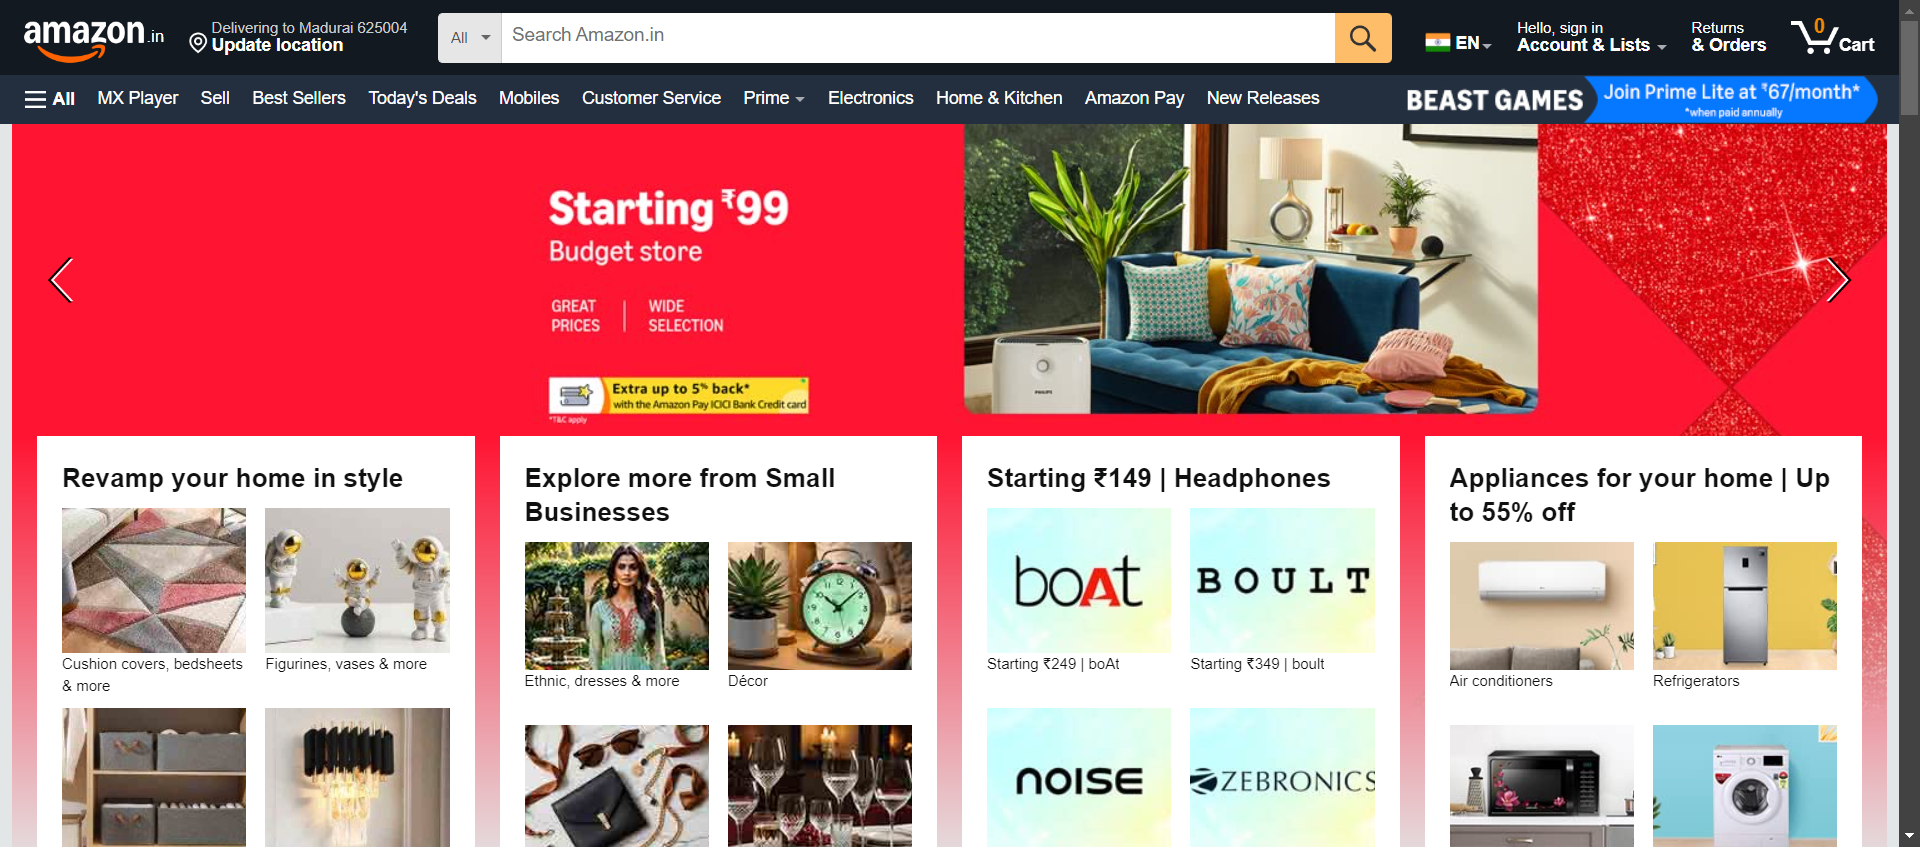 amazon.in
Delivering to Madurai 625004
Update location
All
Search Amazon.in
EN
Hello, sign in
Account & Lists
Returns
& Orders
0
Cart
All
MX Player
Sell
Best Sellers
Today's Deals
Mobiles
Customer Service
Prime
Electronics
Home & Kitchen
Amazon Pay
New Releases
BEAST GAMES
Join Prime Lite at ₹67/month*
*when paid annually
Starting ₹99
Budget store
GREAT PRICES
WIDE SELECTION
Extra up to 5% back*
with the Amazon Pay ICICI Bank Credit card
*T&C apply
PHILIPS
Revamp your home in style
Cushion covers, bedsheets
& more
Figurines, vases & more
Explore more from Small
Businesses
Ethnic, dresses & more
Décor
Starting ₹149 | Headphones
boAt
BOULT
Starting ₹249 | boAt
Starting ₹349 | boult
noise
ZEBRONICS
Appliances for your home | Up
to 55% off
Air conditioners
Refrigerators